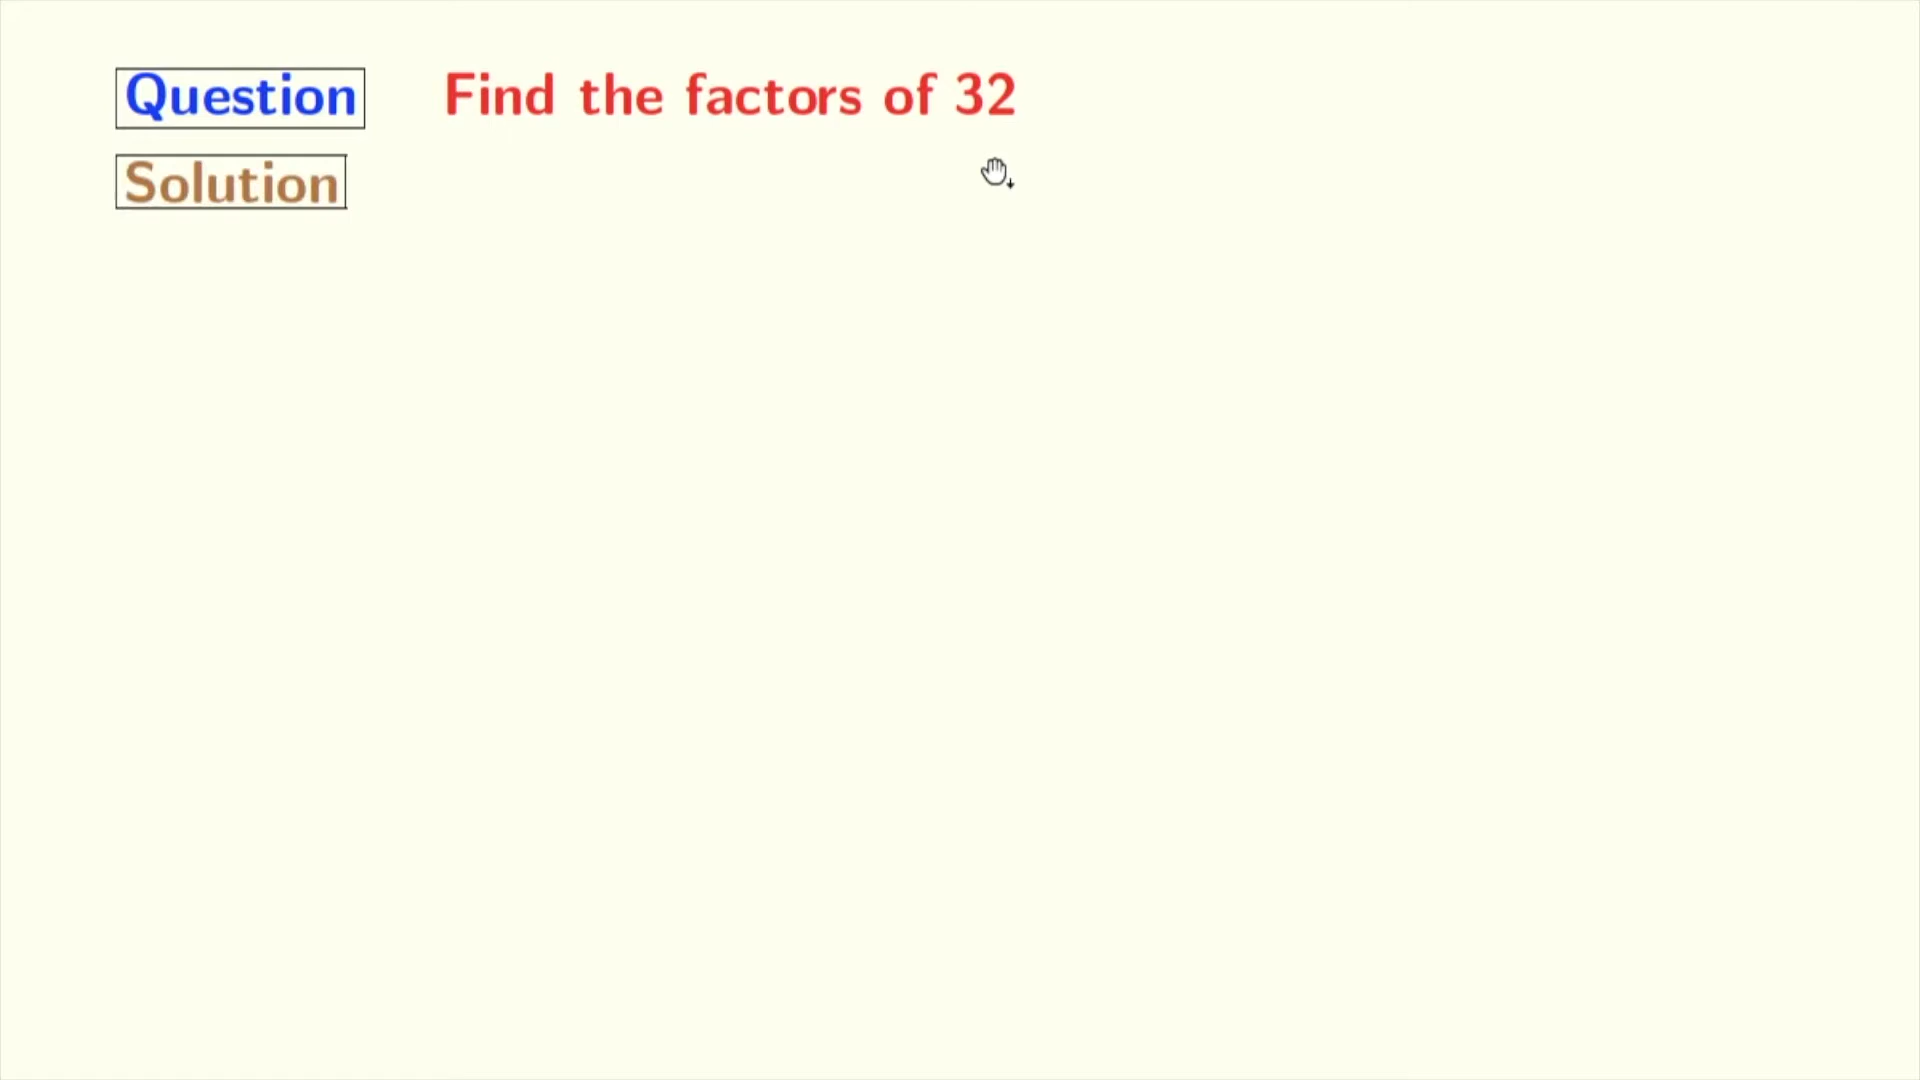 Question Find the factors of 32
Solution